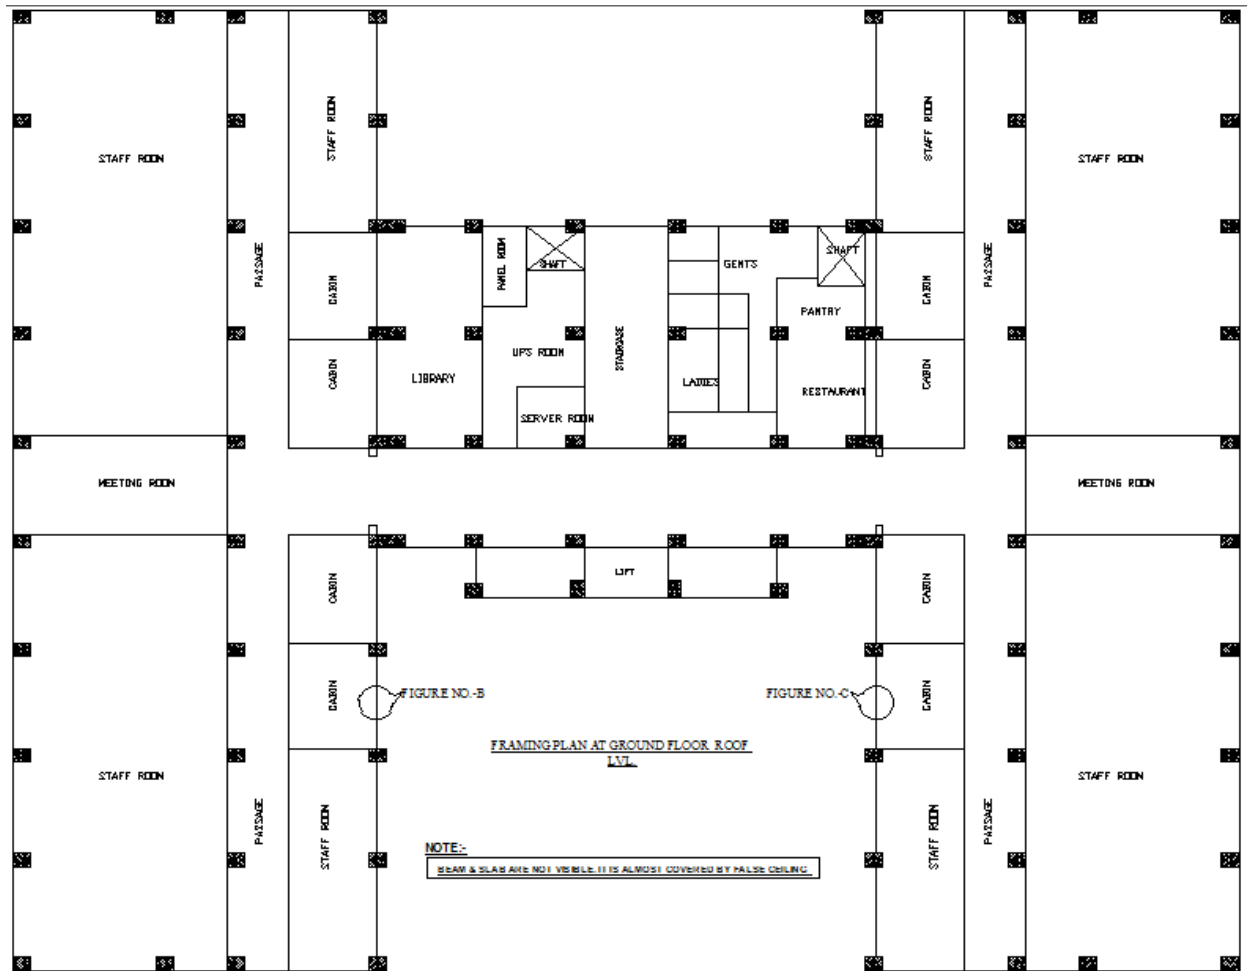 STAFF ROOM
STAFF ROOM
STAFF ROOM
STAFF ROOM
PASSAGE
CABIN
CABIN
LIBRARY
PANEL ROOM
SHAFT
UPS ROOM
SERVER ROOM
STAIRCASE
GENTS
LADIES
SHAFT
PANTRY
RESTAURANT
CABIN
CABIN
PASSAGE
MEETING ROOM
MEETING ROOM
LIFT
CABIN
CABIN
CABIN
CABIN
FIGURE NO.-B
FIGURE NO.-C
FRAMING PLAN AT GROUND FLOOR ROOF
LVL.
STAFF ROOM
PASSAGE
STAFF ROOM
STAFF ROOM
PASSAGE
STAFF ROOM
NOTE:-
BEAM & SLAB ARE NOT VISIBLE. IT IS ALMOST COVERED BY FALSE CEILING.